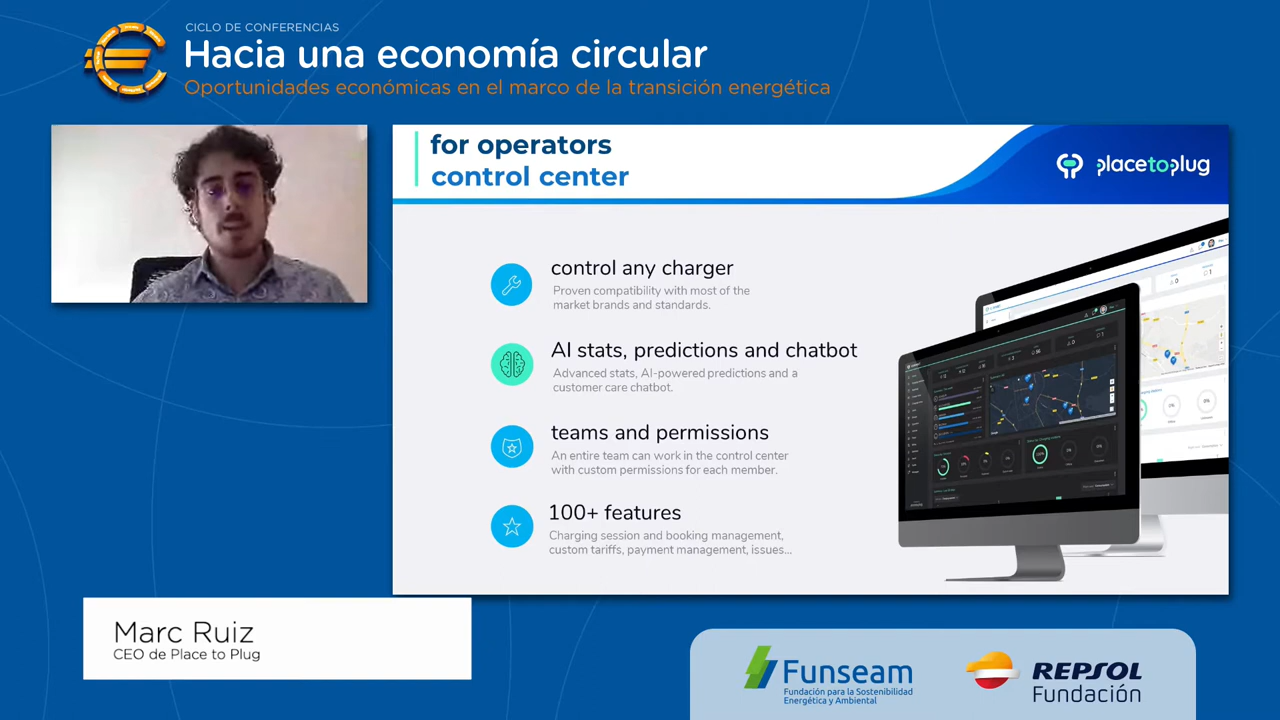 CICLO DE CONFERENCIAS
Hacia una economía circular
Oportunidades económicas en el marco de la transición energética
for operators
control center
placetoplug
control any charger
Proven compatibility with most of the
market brands and standards.
AI stats, predictions and chatbot
Advanced stats, AI-powered predictions and a
customer care chatbot.
teams and permissions
An entire team can work in the control center
with custom permissions for each member.
100+ features
Charging session and booking management,
custom tariffs, payment management, issues...
Marc Ruiz
CEO de Place to Plug
Funseam
Fundación para la Sostenibilidad
Energética y Ambiental
REPSOL
Fundación